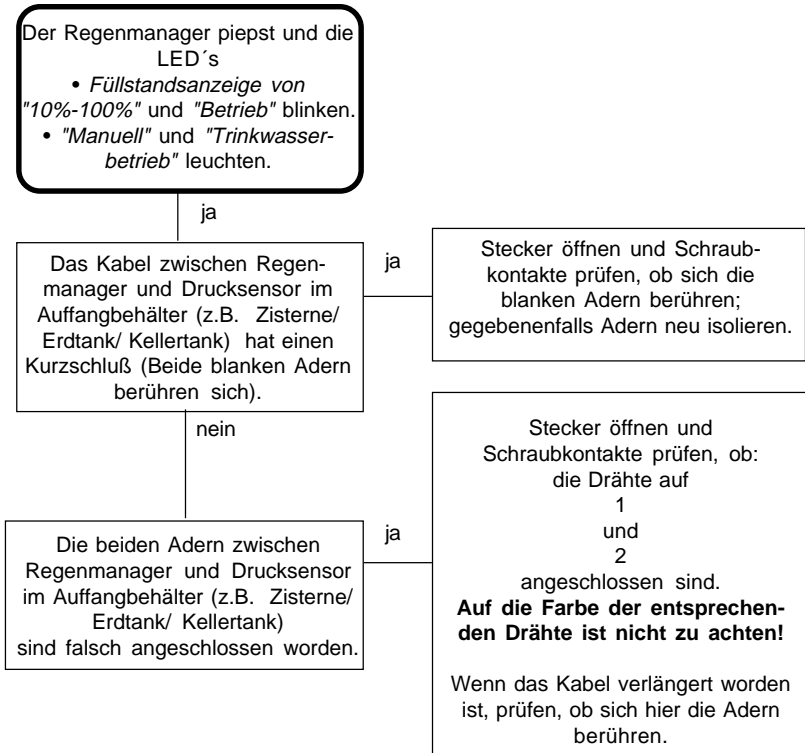 Der Regenmanager piepst und die
LED´s
• Füllstandsanzeige von
"10%-100%" und "Betrieb" blinken.
• "Manuell" und "Trinkwasser-
betrieb" leuchten.
ja
Das Kabel zwischen Regen-
manager und Drucksensor im
Auffangbehälter (z.B. Zisterne/
Erdtank/ Kellertank) hat einen
Kurzschluß (Beide blanken Adern
berühren sich).
ja
Stecker öffnen und Schraub-
kontakte prüfen, ob sich die
blanken Adern berühren;
gegebenenfalls Adern neu isolieren.
nein
Die beiden Adern zwischen
Regenmanager und Drucksensor
im Auffangbehälter (z.B. Zisterne/
Erdtank/ Kellertank)
sind falsch angeschlossen worden.
ja
Stecker öffnen und
Schraubkontakte prüfen, ob:
die Drähte auf
1
und
2
angeschlossen sind.
Auf die Farbe der entsprechen-
den Drähte ist nicht zu achten!
Wenn das Kabel verlängert worden
ist, prüfen, ob sich hier die Adern
berühren.